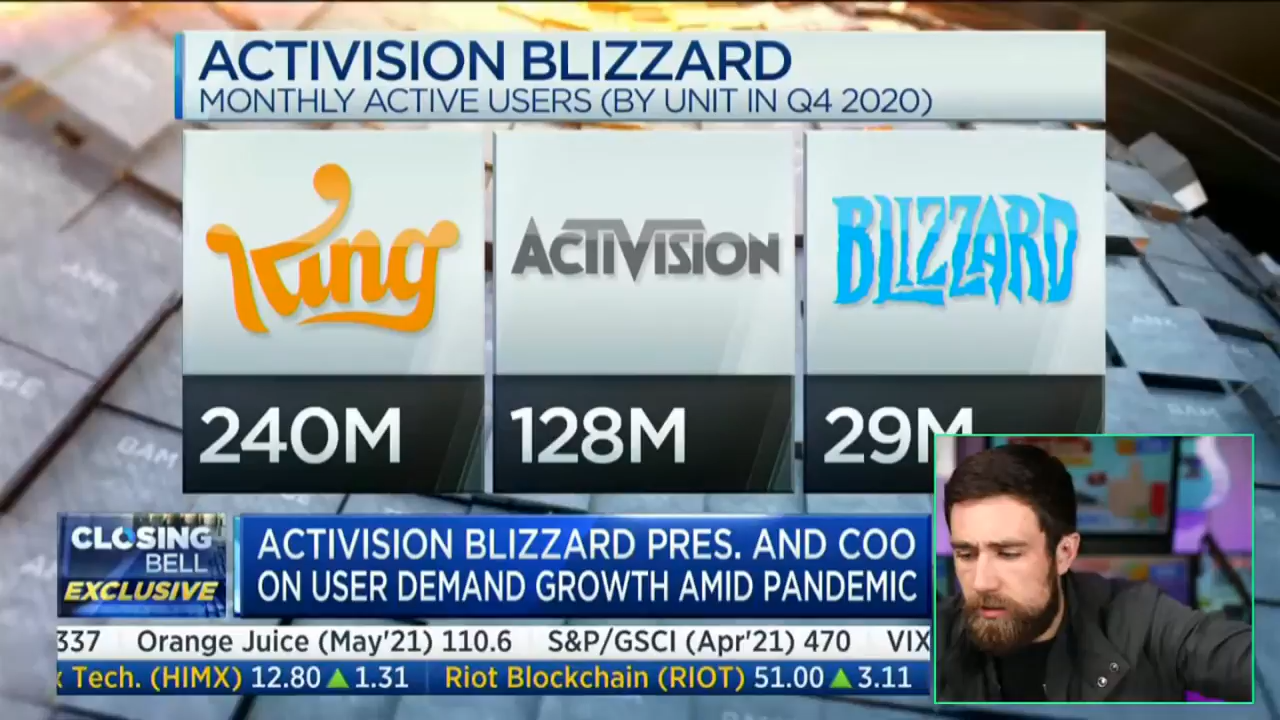 ACTIVISION BLIZZARD
MONTHLY ACTIVE USERS (BY UNIT IN Q4 2020)
King
ACTIVISION
BLIZZARD
240M
128M
29M
CLOSING
BELL
EXCLUSIVE
ACTIVISION BLIZZARD PRES. AND COO
ON USER DEMAND GROWTH AMID PANDEMIC
337 Orange Juice (May'21) 110.6 S&P/GSCI (Apr'21) 470 VIX
Tech. (HIMX) 12.80 ▲ 1.31 Riot Blockchain (RIOT) 51.00 ▲ 3.11